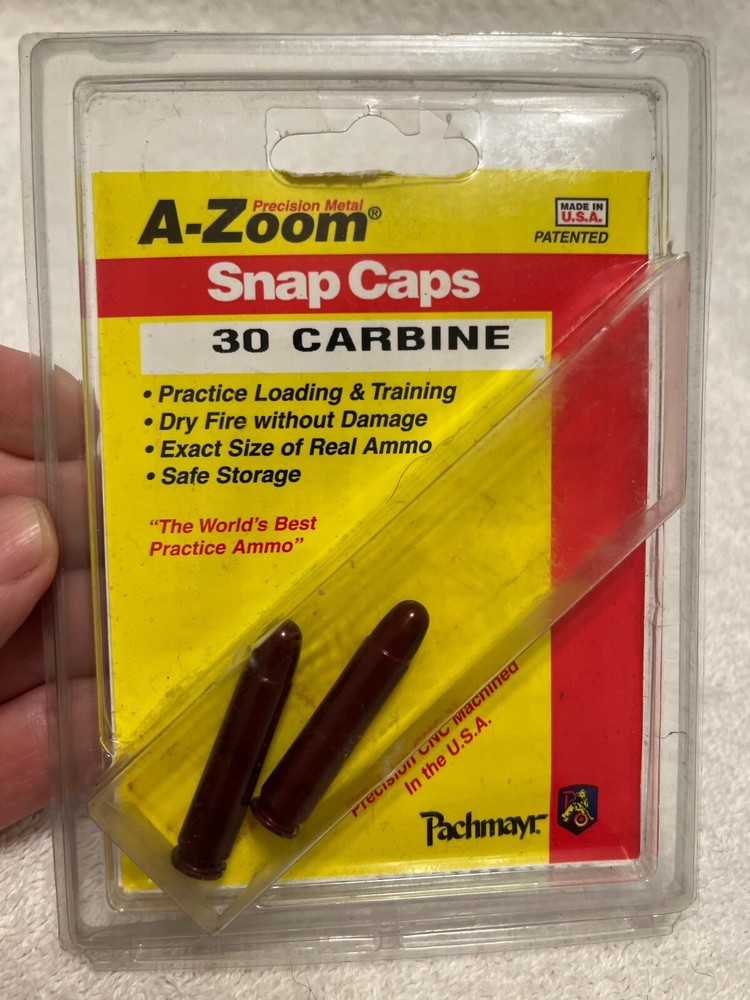 Precision Metal
A-Zoom®
MADE IN
U.S.A.
PATENTED
Snap Caps
30 CARBINE
• Practice Loading & Training
• Dry Fire without Damage
• Exact Size of Real Ammo
• Safe Storage
“The World's Best
Practice Ammo”
Precision CNC Machined
In the U.S.A.
Pachmayr